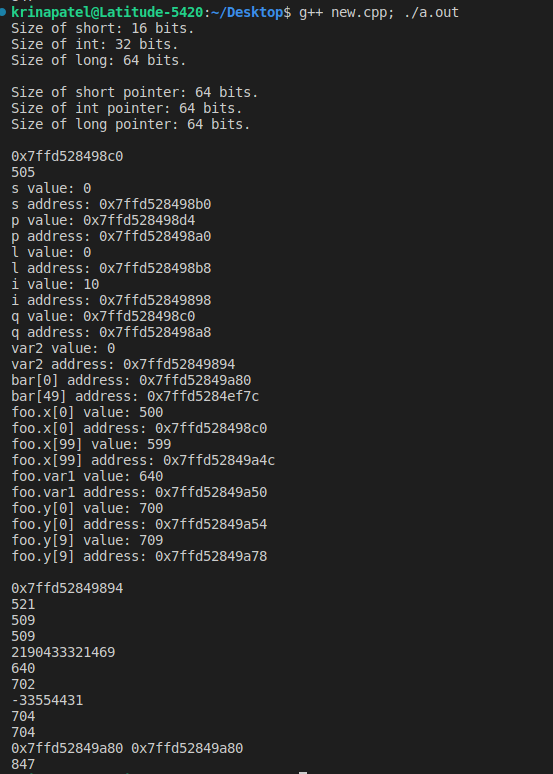 krinapatel@Latitude-5420:~/Desktop$ g++ new.cpp; ./a.out
Size of short: 16 bits.
Size of int: 32 bits.
Size of long: 64 bits.
Size of short pointer: 64 bits.
Size of int pointer: 64 bits.
Size of long pointer: 64 bits.
0x7ffd528498c0
505
s value: 0
s address: 0x7ffd528498b0
p value: 0x7ffd528498d4
p address: 0x7ffd528498a0
l value: 0
l address: 0x7ffd528498b8
i value: 10
i address: 0x7ffd52849898
q value: 0x7ffd528498c0
q address: 0x7ffd528498a8
var2 value: 0
var2 address: 0x7ffd52849894
bar[0] address: 0x7ffd52849a80
bar[49] address: 0x7ffd5284ef7c
foo.x[0] value: 500
foo.x[0] address: 0x7ffd528498c0
foo.x[99] value: 599
foo.x[99] address: 0x7ffd52849a4c
foo.var1 value: 640
foo.var1 address: 0x7ffd52849a50
foo.y[0] value: 700
foo.y[0] address: 0x7ffd52849a54
foo.y[9] value: 709
foo.y[9] address: 0x7ffd52849a78
0x7ffd52849894
521
509
509
2190433321469
640
702
-33554431
704
704
0x7ffd52849a80 0x7ffd52849a80
847